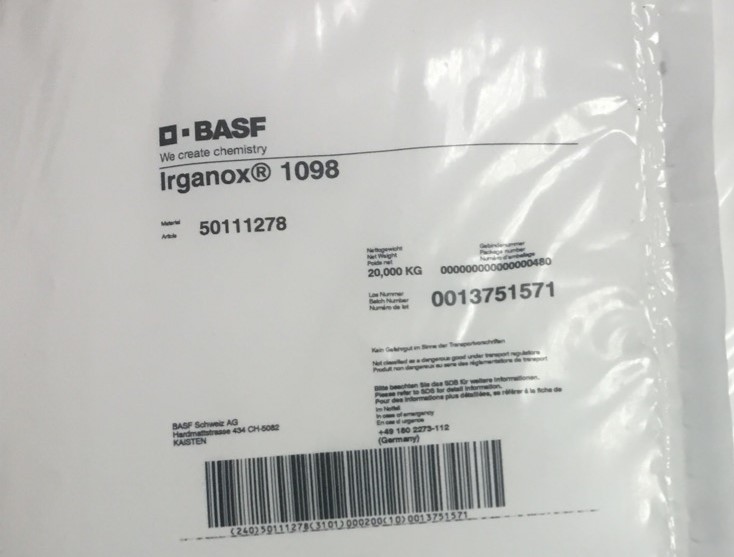 BASF
We create chemistry
Irganox® 1098
Material
Article
50111278
Nettogewicht
Net Weight
Poids net
20,000 KG
Gebindenummer
Package number
Numéro d'emballage
000000000000000480
Los Nummer
Batch Number
Numéro de lot
0013751571
Kein Gefahrgut im Sinne der Transportvorschriften
Not classified as a dangerous good under transport regulations
Produit non dangereux au sens des réglementations de transport
Bitte beachten Sie das SDB für weitere Informationen.
Please refer to SDS for detail information.
Pour des informations plus détaillées, se référer à la fiche de
Im Notfall
In case of emergency
En cas d urgence
+49 180 2273-112
(Germany)
BASF Schweiz AG
Hardmattstrasse 434 CH-5082
KAISTEN
(240)50111278(3101)000200(10)0013751571